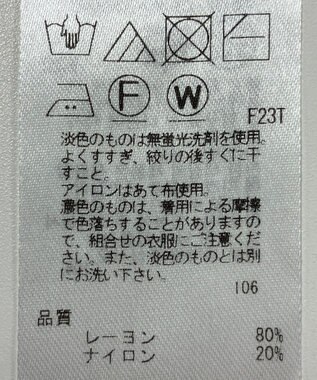 F
W
F23T
淡色のものは無蛍光洗剤を使用。
よくすすぎ、絞りの後すぐに干
すこと。
アイロンはあて布使用。
濃色のものは、着用による摩擦
で色落ちすることがありますの
で、組合せの衣服にご注意くだ
さい。また、淡色のものとは別
にお洗い下さい。
106
品質
レーヨン 80%
ナイロン 20%